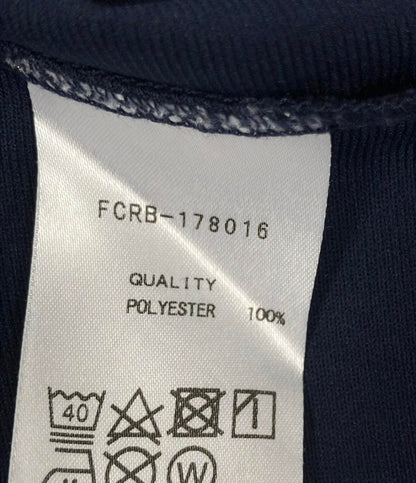 FCRB-178016
QUALITY
POLYESTER 100%
40
W